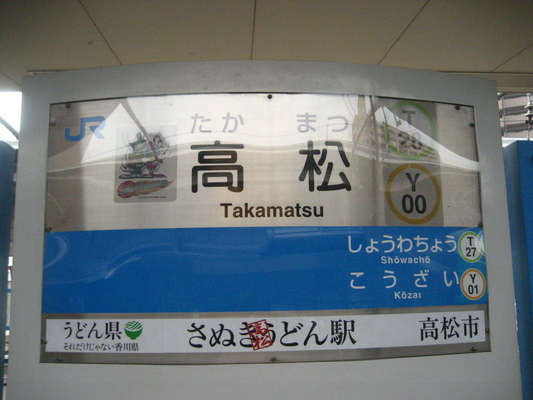 JR
たかまつ
高松
Takamatsu
T
28
Y
00
しょうわちょう
Shōwachō
T
27
こうざい
Kōzai
Y
01
うどん県
それだけじゃない香川県
さぬきうどん駅
高松市